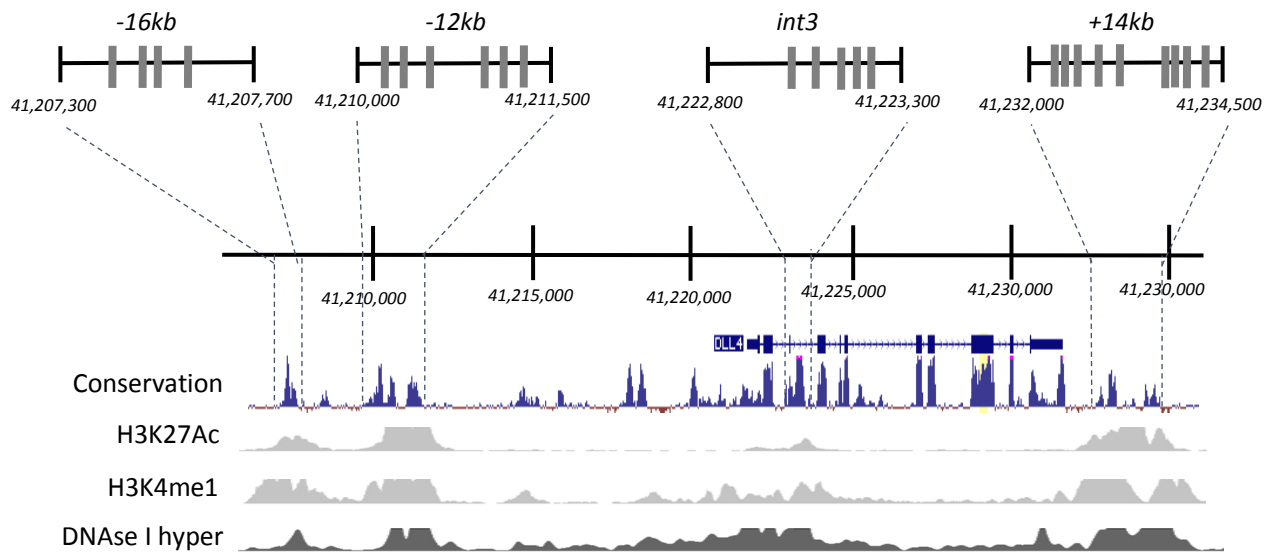 -16kb -12kb int3 +14kb
41,207,300 41,207,700 41,210,000 41,211,500 41,222,800 41,223,300 41,232,000 41,234,500
41,210,000 41,215,000 41,220,000 41,225,000 41,230,000 41,230,000
DLL4
Conservation
H3K27Ac
H3K4me1
DNAse I hyper